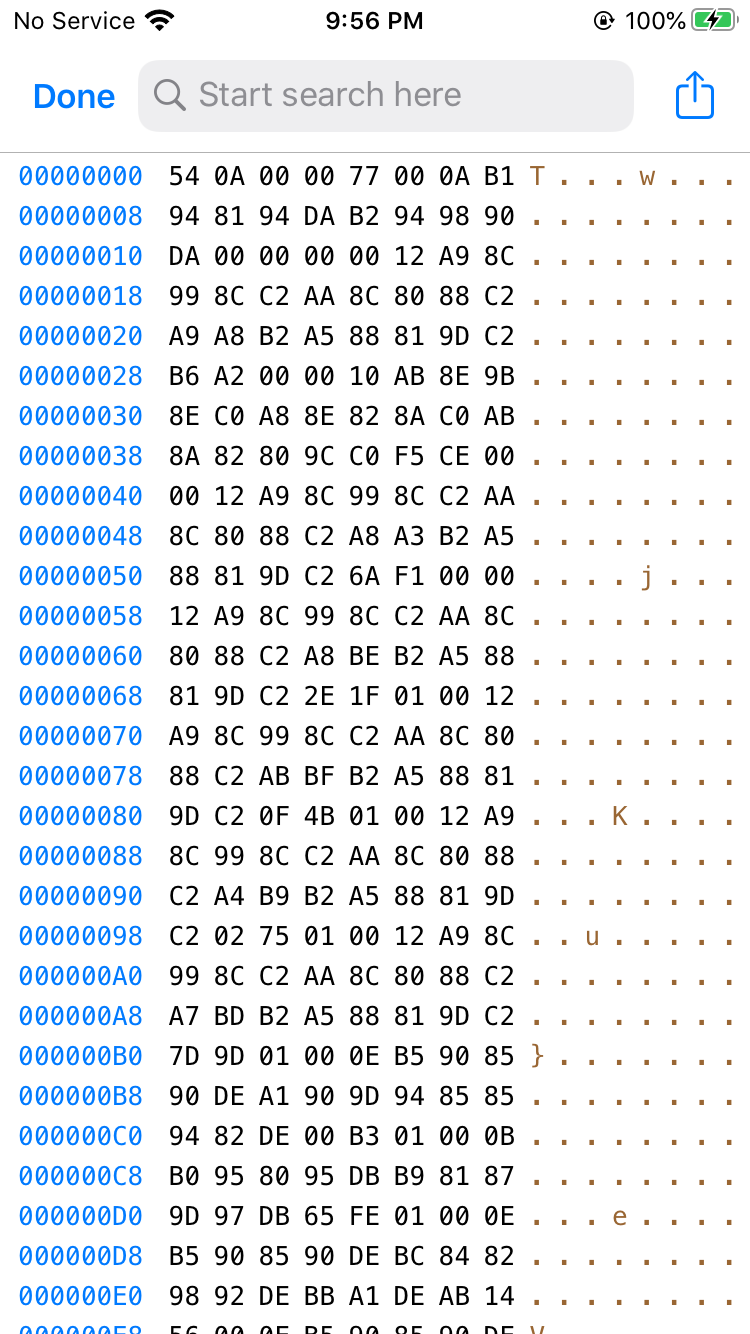 No Service 9:56 PM 100%
Done Start search here
00000000 54 0A 00 00 77 00 0A B1 T...w...
00000008 94 81 94 DA B2 94 98 90 ........
00000010 DA 00 00 00 00 12 A9 8C ........
00000018 99 8C C2 AA 8C 80 88 C2 ........
00000020 A9 A8 B2 A5 88 81 9D C2 ........
00000028 B6 A2 00 00 10 AB 8E 9B ........
00000030 8E C0 A8 8E 82 8A C0 AB ........
00000038 8A 82 80 9C C0 F5 CE 00 ........
00000040 00 12 A9 8C 99 8C C2 AA ........
00000048 8C 80 88 C2 A8 A3 B2 A5 ........
00000050 88 81 9D C2 6A F1 00 00 ....j...
00000058 12 A9 8C 99 8C C2 AA 8C ........
00000060 80 88 C2 A8 BE B2 A5 88 ........
00000068 81 9D C2 2E 1F 01 00 12 ........
00000070 A9 8C 99 8C C2 AA 8C 80 ........
00000078 88 C2 AB BF B2 A5 88 81 ........
00000080 9D C2 0F 4B 01 00 12 A9 ...K....
00000088 8C 99 8C C2 AA 8C 80 88 ........
00000090 C2 A4 B9 B2 A5 88 81 9D ........
00000098 C2 02 75 01 00 12 A9 8C ..u.....
000000A0 99 8C C2 AA 8C 80 88 C2 ........
000000A8 A7 BD B2 A5 88 81 9D C2 ........
000000B0 7D 9D 01 00 0E B5 90 85 }.......
000000B8 90 DE A1 90 9D 94 85 85 ........
000000C0 94 82 DE 00 B3 01 00 0B ........
000000C8 B0 95 80 95 DB B9 81 87 ........
000000D0 9D 97 DB 65 FE 01 00 0E ...e....
000000D8 B5 90 85 90 DE BC 84 82 ........
000000E0 98 92 DE BB A1 DE AB 14 ........